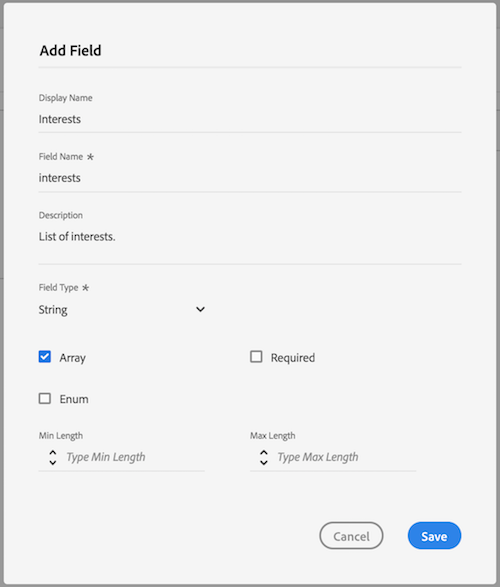 Add Field
Display Name
Interests
Field Name *
interests
Description
List of interests.
Field Type *
String
Array
Required
Enum
Min Length
Max Length
Type Min Length
Type Max Length
Cancel
Save